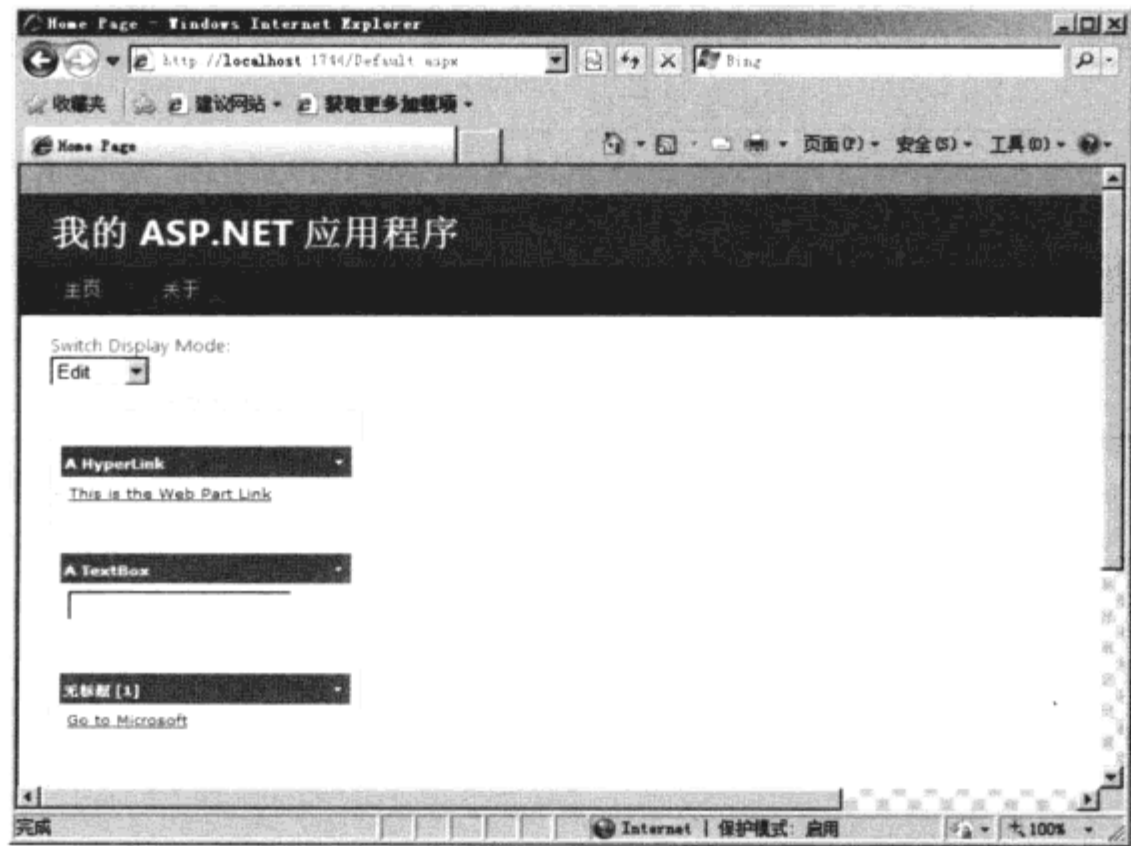 Home Page - Windows Internet Explorer
http //localhost 1744/Default aspx
Bing
收藏夹 建议网站 获取更多加载项
Home Page
页面(P) 安全(S) 工具(O)
我的 ASP.NET 应用程序
主页 关于
Switch Display Mode:
Edit
A HyperLink
This is the Web Part Link
A TextBox
无标题 [1]
Go to Microsoft
完成
Internet | 保护模式: 启用
100%